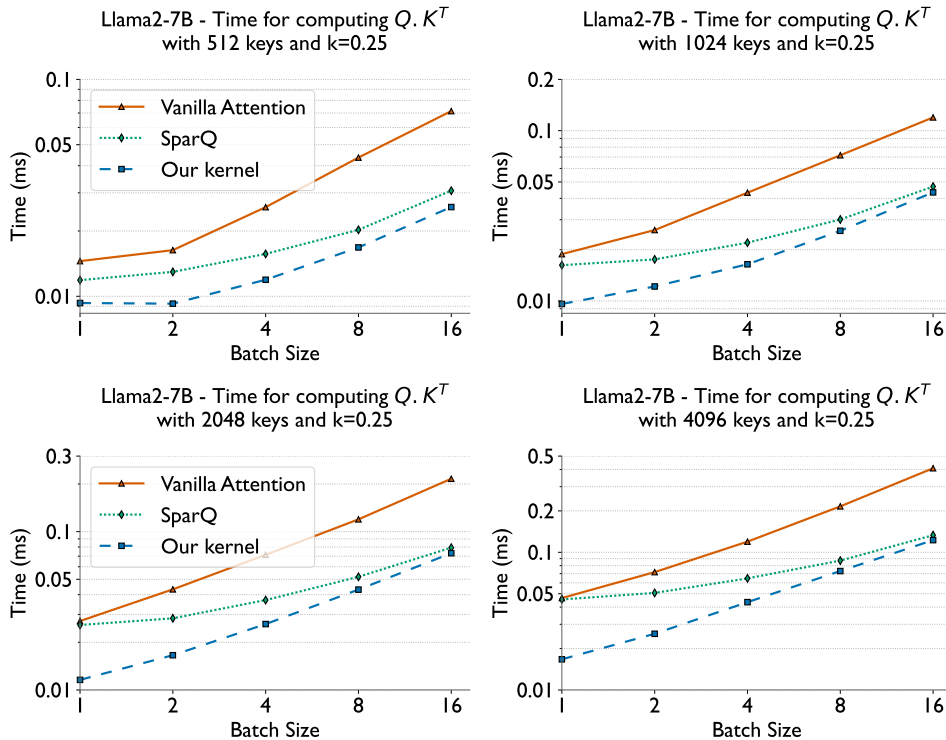 Llama2-7B - Time for computing Q. K^T
with 512 keys and k=0.25
0.1
0.05
0.01
Time (ms)
Vanilla Attention
SparQ
Our kernel
1 2 4 8 16
Batch Size
Llama2-7B - Time for computing Q. K^T
with 1024 keys and k=0.25
0.2
0.1
0.05
0.01
Time (ms)
1 2 4 8 16
Batch Size
Llama2-7B - Time for computing Q. K^T
with 2048 keys and k=0.25
0.3
0.1
0.05
0.01
Time (ms)
Vanilla Attention
SparQ
Our kernel
1 2 4 8 16
Batch Size
Llama2-7B - Time for computing Q. K^T
with 4096 keys and k=0.25
0.5
0.2
0.1
0.05
0.01
Time (ms)
1 2 4 8 16
Batch Size